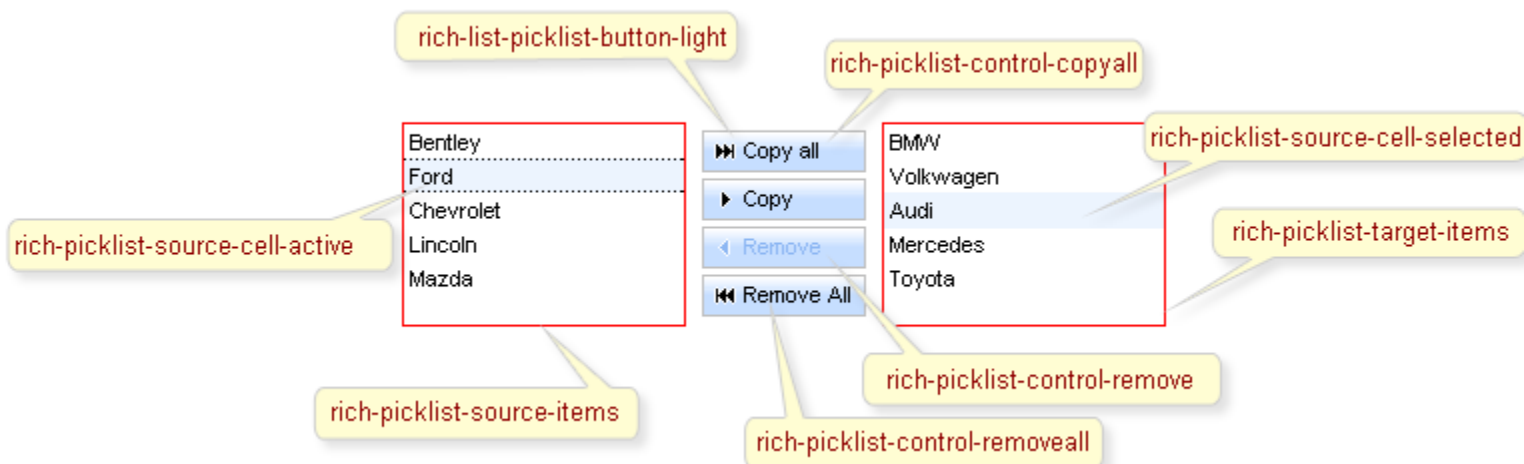 rich-list-picklist-button-light
rich-picklist-control-copyall
rich-picklist-source-cell-selected
rich-picklist-source-cell-active
rich-picklist-target-items
Bentley
Ford
Chevrolet
Lincoln
Mazda
Copy all
Copy
Remove
Remove All
BMW
Volkwagen
Audi
Mercedes
Toyota
rich-picklist-control-remove
rich-picklist-source-items
rich-picklist-control-removeall